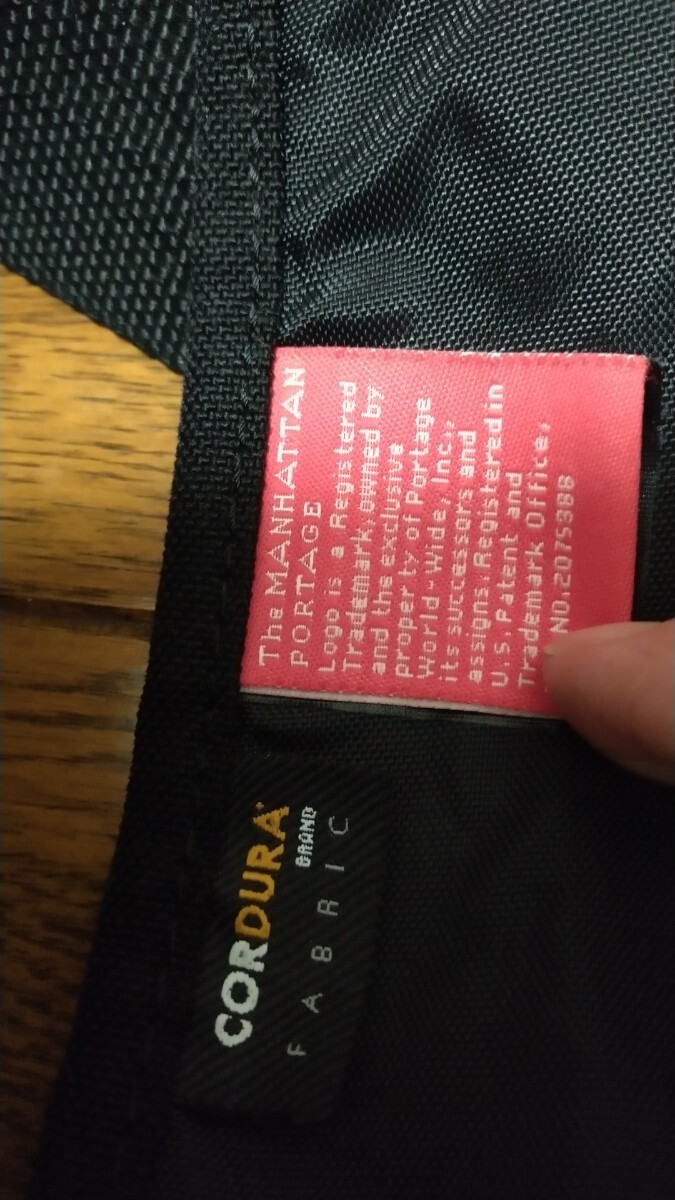 The MANHATTAN
PORTAGE
Logo is a Registered
Trademark, owned by
and the exclusive
property of Portage
World-Wide, Inc.,
its successors and
assigns. Registered in
U.S. Patent and
Trademark Office,
NO.2075388
CORDURA
BRAND
FABRIC